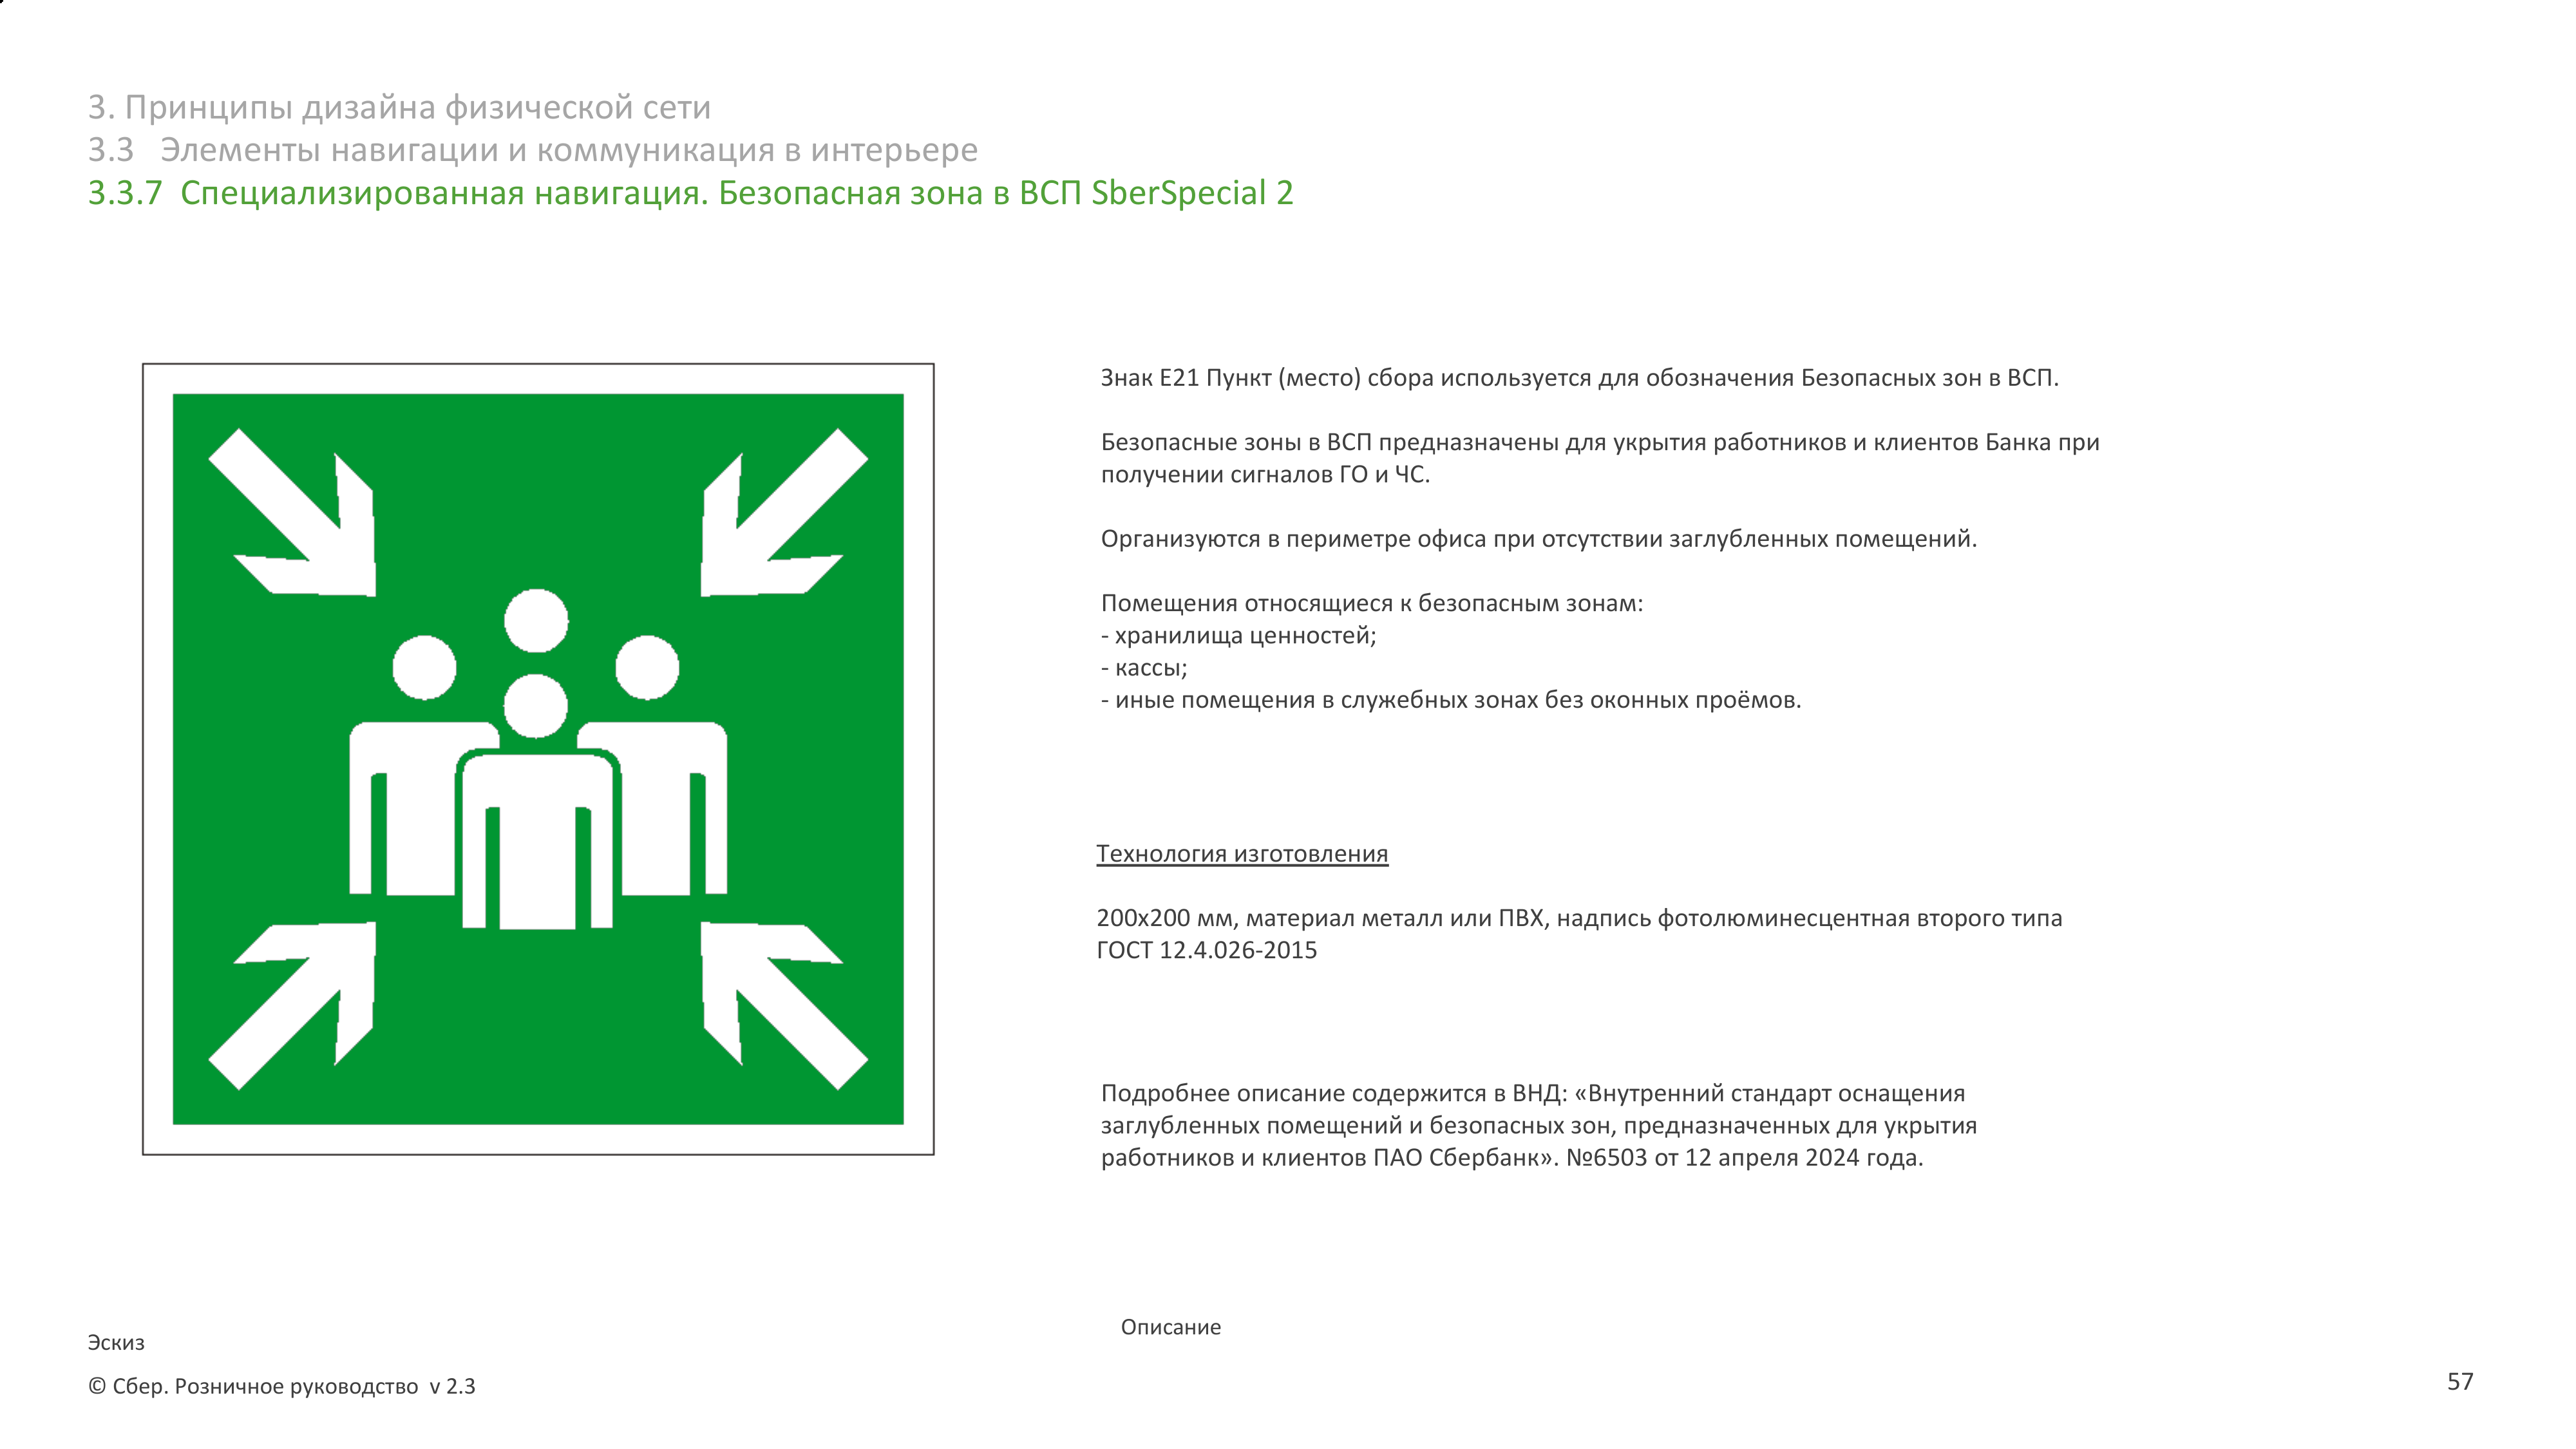 3. Принципы дизайна физической сети
3.3 Элементы навигации и коммуникация в интерьере
3.3.7 Специализированная навигация. Безопасная зона в ВСП SberSpecial 2
Знак Е21 Пункт (место) сбора используется для обозначения Безопасных зон в ВСП.
Безопасные зоны в ВСП предназначены для укрытия работников и клиентов Банка при
получении сигналов ГО и ЧС.
Организуются в периметре офиса при отсутствии заглубленных помещений.
Помещения относящиеся к безопасным зонам:
- хранилища ценностей;
- кассы;
- иные помещения в служебных зонах без оконных проёмов.
Технология изготовления
200х200 мм, материал металл или ПВХ, надпись фотолюминесцентная второго типа
ГОСТ 12.4.026-2015
Подробнее описание содержится в ВНД: «Внутренний стандарт оснащения
заглубленных помещений и безопасных зон, предназначенных для укрытия
работников и клиентов ПАО Сбербанк». №6503 от 12 апреля 2024 года.
Эскиз
Описание
© Сбер. Розничное руководство v 2.3
57